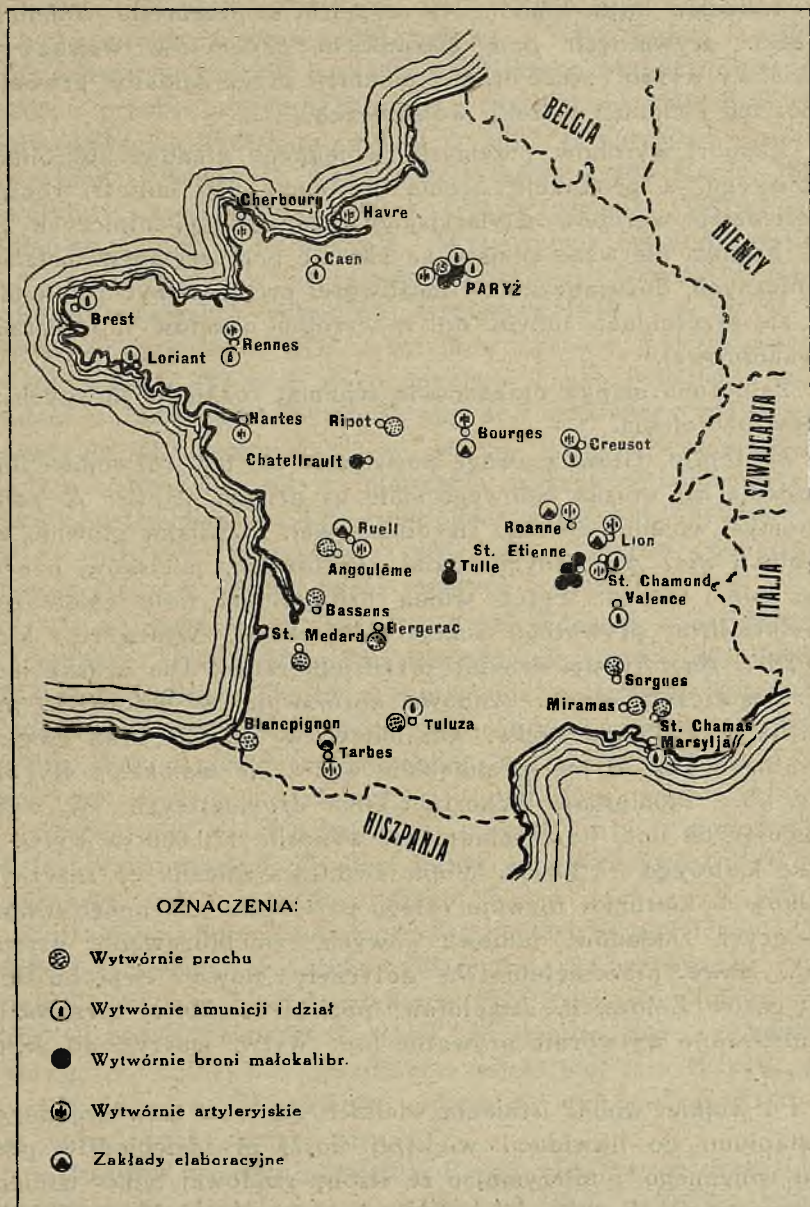 BELGJA
NIEMCY
Cherboury
Havre
Caen
PARYŻ
Brest
Loriant
Rennes
SZWAJCARJA
Nantes
Ripot
Bourges
Creusot
Chatellrault
Roanne
Lion
Ruell
Angoulême
St. Etienne
Tulle
St. Chamond
Valence
ITALJA
Bassens
St. Medard
Bergerac
Sorgues
Miramas
St. Chamas
Marsylja
Blancpignon
Tuluza
Tarbes
HISZPANJA
OZNACZENIA:
Wytwórnie prochu
Wytwórnie amunicji i dział
Wytwórnie broni małokalibr.
Wytwórnie artyleryjskie
Zakłady elaboracyjne